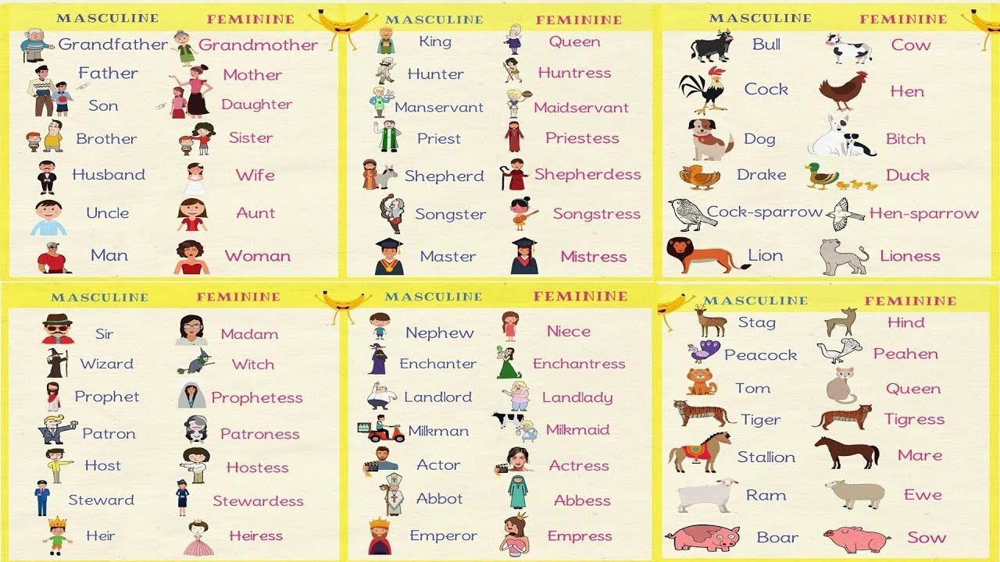 MASCULINE FEMININE
Grandfather Grandmother
Father Mother
Son Daughter
Brother Sister
Husband Wife
Uncle Aunt
Man Woman
MASCULINE FEMININE
King Queen
Hunter Huntress
Manservant Maidservant
Priest Priestess
Shepherd Shepherdess
Songster Songstress
Master Mistress
MASCULINE FEMININE
Bull Cow
Cock Hen
Dog Bitch
Drake Duck
Cock-sparrow Hen-sparrow
Lion Lioness
MASCULINE FEMININE
Sir Madam
Wizard Witch
Prophet Prophetess
Patron Patroness
Host Hostess
Steward Stewardess
Heir Heiress
MASCULINE FEMININE
Nephew Niece
Enchanter Enchantress
Landlord Landlady
Milkman Milkmaid
Actor Actress
Abbot Abbess
Emperor Empress
MASCULINE FEMININE
Stag Hind
Peacock Peahen
Tom Queen
Tiger Tigress
Stallion Mare
Ram Ewe
Boar Sow